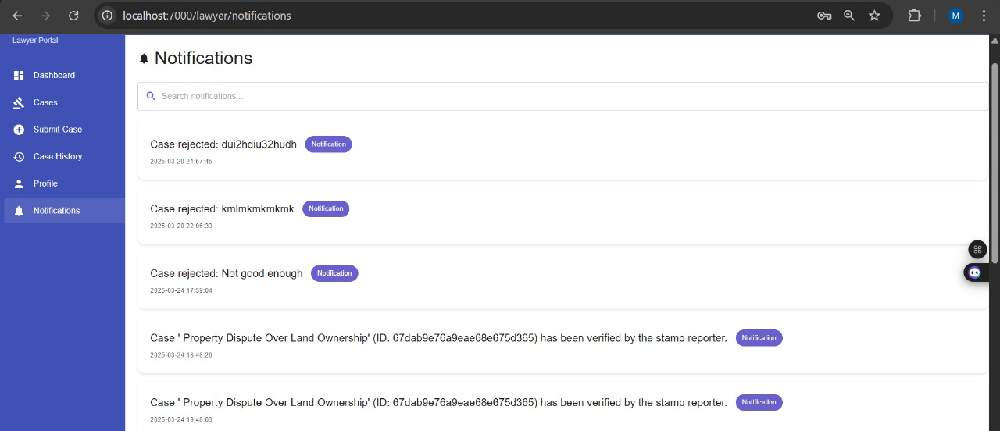 localhost:7000/lawyer/notifications
M
Lawyer Portal
Dashboard
Cases
Submit Case
Case History
Profile
Notifications
Notifications
Search notifications...
Case rejected: dui2hdiu32hudh Notification
2025-03-20 21:57:45
Case rejected: kmlmkmkmkmk Notification
2025-03-20 22:06:33
Case rejected: Not good enough Notification
2025-03-24 17:59:04
Case ' Property Dispute Over Land Ownership' (ID: 67dab9e76a9eae68e675d365) has been verified by the stamp reporter. Notification
2025-03-24 18:48:26
Case ' Property Dispute Over Land Ownership' (ID: 67dab9e76a9eae68e675d365) has been verified by the stamp reporter. Notification
2025-03-24 19:48:03